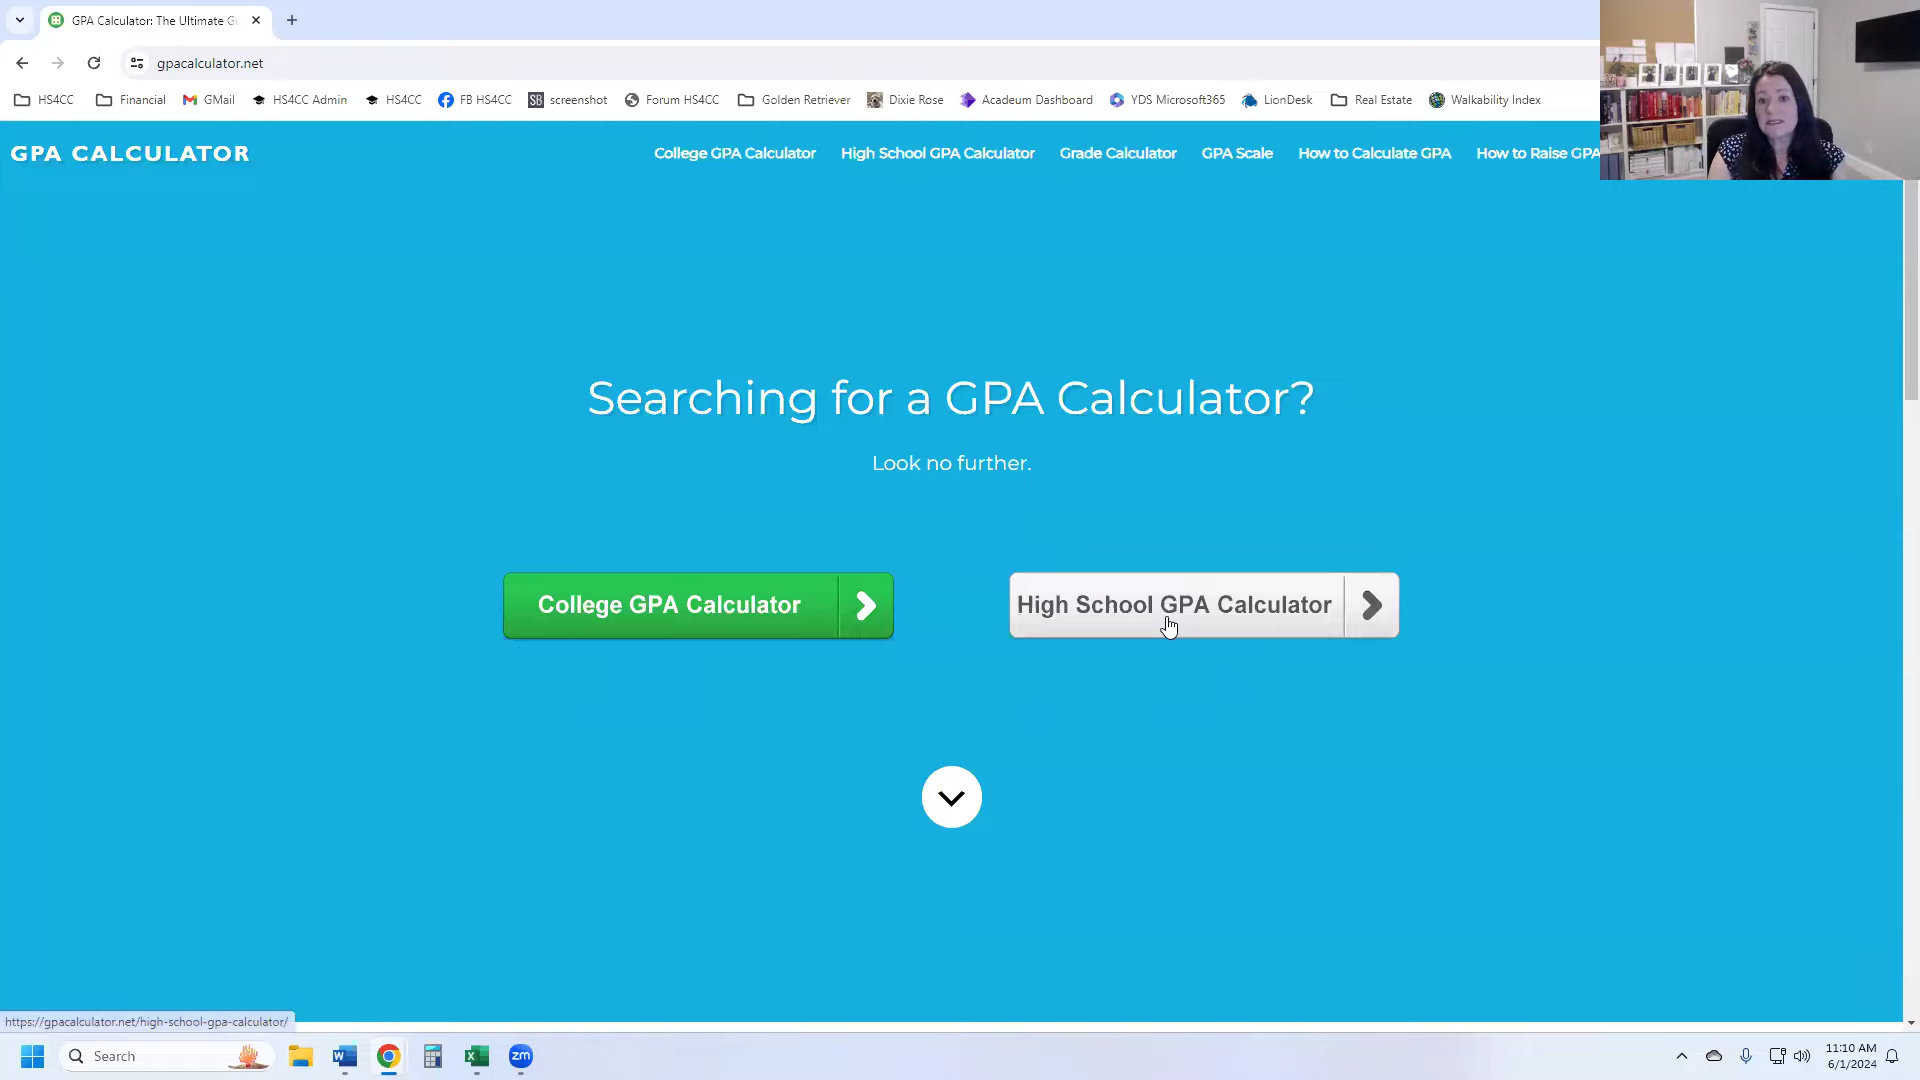 GPA Calculator: The Ultimate G
gpacalculator.net
HS4CC
Financial
GMail
HS4CC Admin
HS4CC
FB HS4CC
SB
screenshot
Forum HS4CC
Golden Retriever
Dixie Rose
Acadeum Dashboard
YDS Microsoft365
LionDesk
Real Estate
Walkability Index
GPA CALCULATOR
College GPA Calculator
High School GPA Calculator
Grade Calculator
GPA Scale
How to Calculate GPA
How to Raise GPA
Searching for a GPA Calculator?
Look no further.
College GPA Calculator
High School GPA Calculator
https://gpacalculator.net/high-school-gpa-calculator/
Search
zm
11:10 AM
6/1/2024